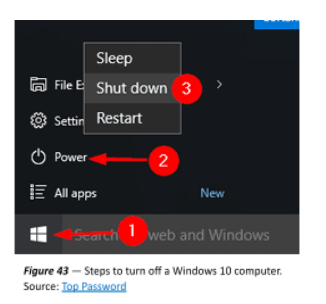 Sleep
File E
Shut down 3
Settin
Restart
Power 2
All apps New
1
Search web and Windows
Figure 43 — Steps to turn off a Windows 10 computer.
Source: Top Password